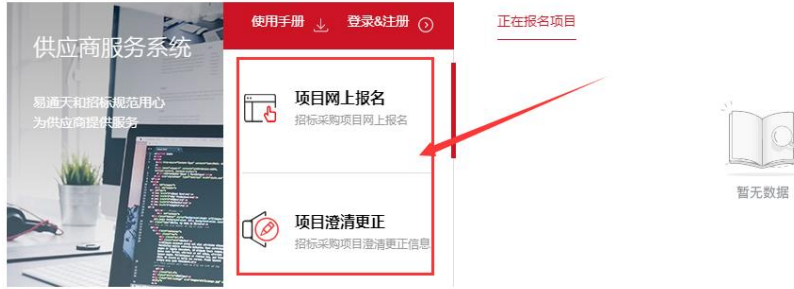 供应商服务系统
易通天和招标规范用心
为供应商提供服务
使用手册 登录&注册
项目网上报名
招标采购项目网上报名
项目澄清更正
招标采购项目澄清更正信息
正在报名项目
暂无数据